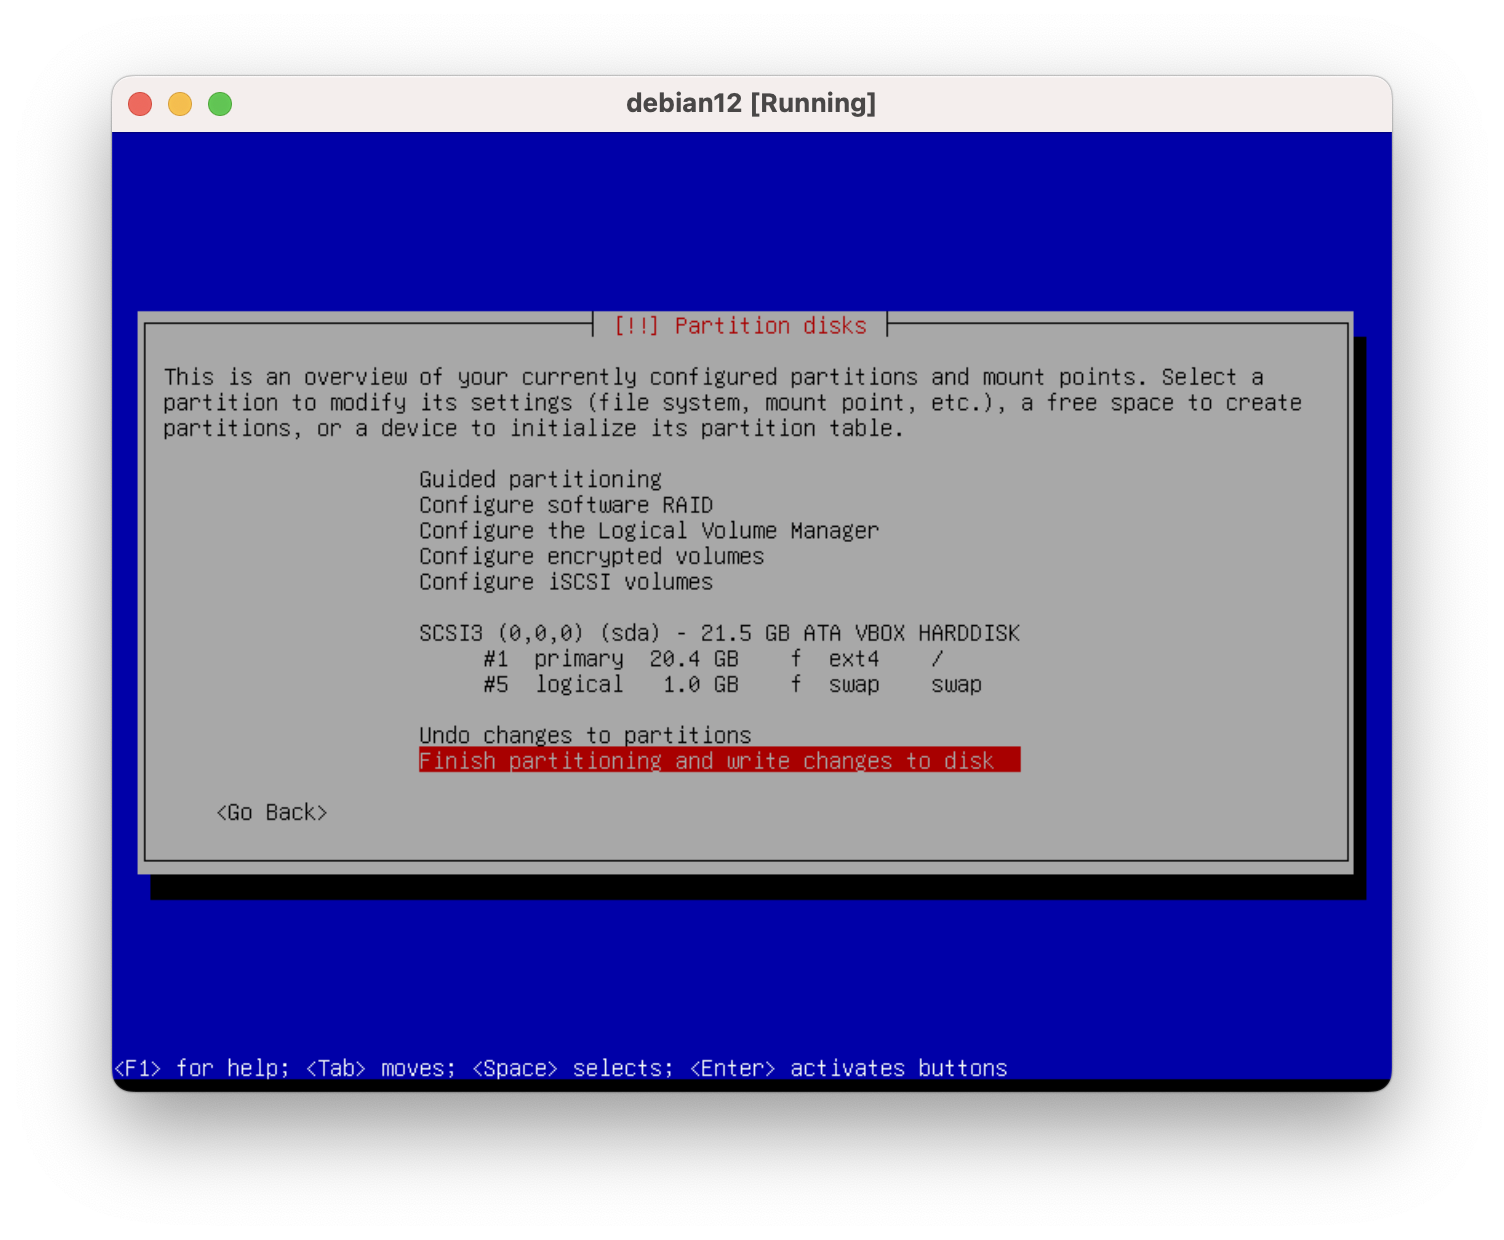 debian12 [Running]
[!!] Partition disks
This is an overview of your currently configured partitions and mount points. Select a
partition to modify its settings (file system, mount point, etc.), a free space to create
partitions, or a device to initialize its partition table.
Guided partitioning
Configure software RAID
Configure the Logical Volume Manager
Configure encrypted volumes
Configure iSCSI volumes
SCSI3 (0,0,0) (sda) - 21.5 GB ATA VBOX HARDDISK
#1 primary 20.4 GB f ext4 /
#5 logical 1.0 GB f swap swap
Undo changes to partitions
Finish partitioning and write changes to disk
<Go Back>
<F1> for help; <Tab> moves; <Space> selects; <Enter> activates buttons